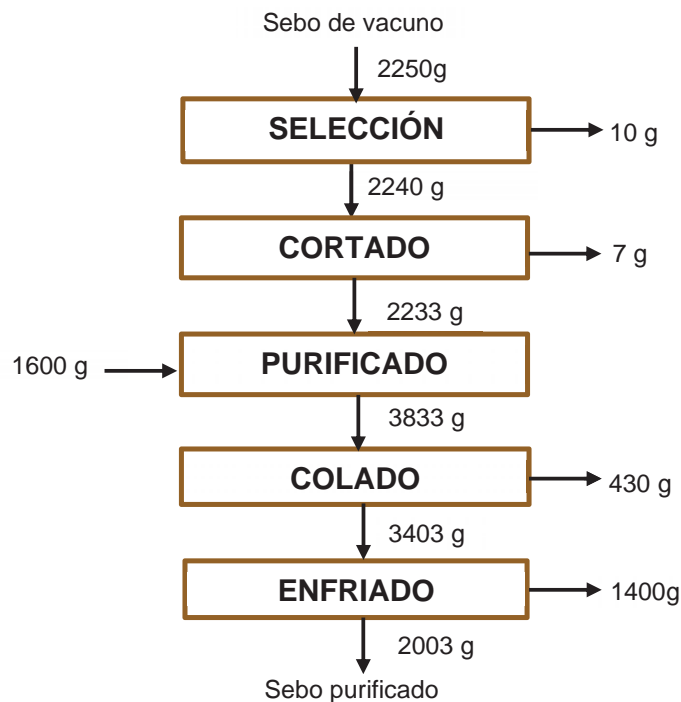 Sebo de vacuno
2250g
SELECCIÓN
10 g
2240 g
CORTADO
7 g
2233 g
1600 g
PURIFICADO
3833 g
COLADO
430 g
3403 g
ENFRIADO
1400g
2003 g
Sebo purificado